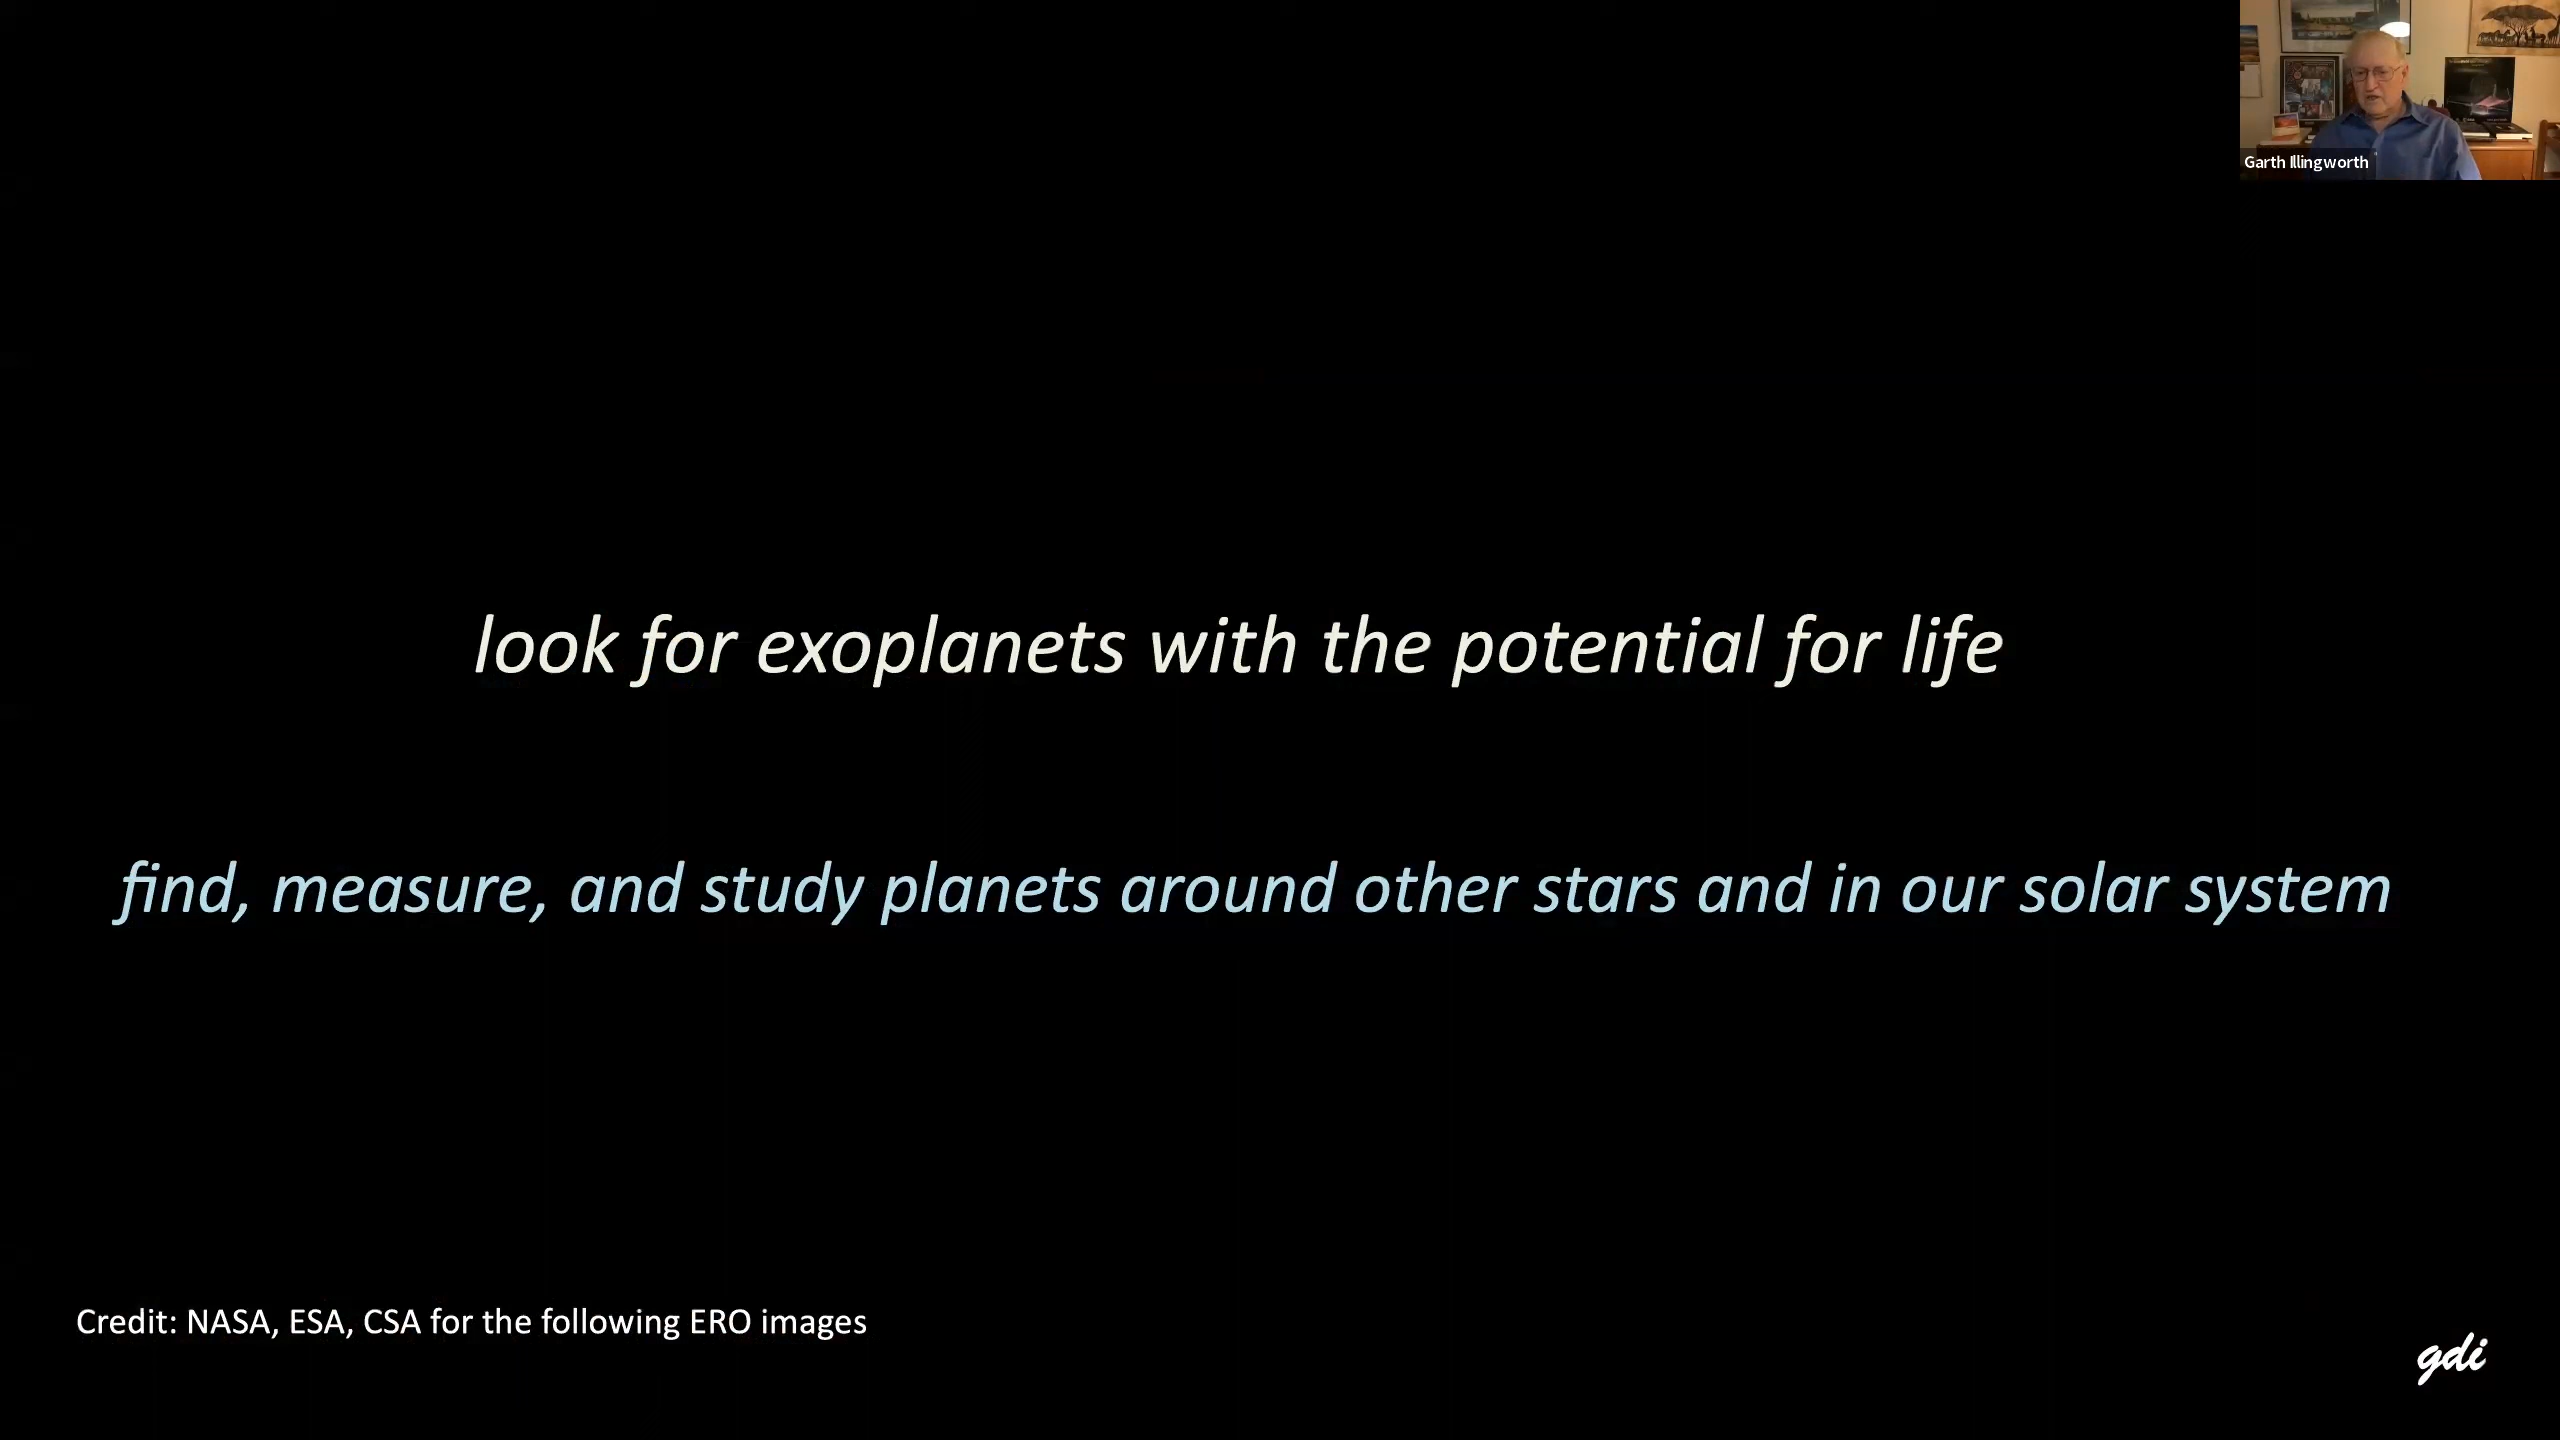 Garth Illingworth
look for exoplanets with the potential for life
find, measure, and study planets around other stars and in our solar system
Credit: NASA, ESA, CSA for the following ERO images
gdi